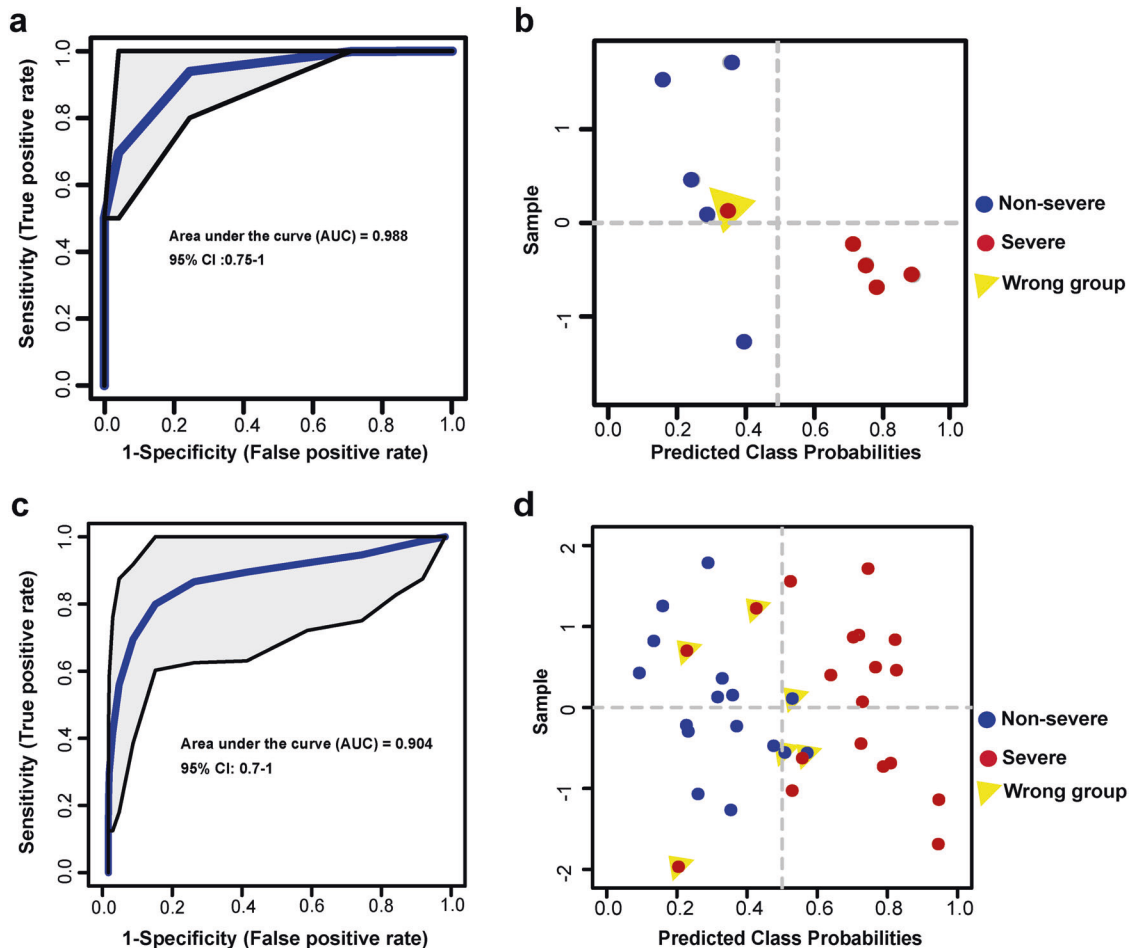 a
Sensitivity (True positive rate)
1.0
0.8
0.6
0.4
0.2
0.0
Area under the curve (AUC) = 0.988
95% CI :0.75-1
0.0 0.2 0.4 0.6 0.8 1.0
1-Specificity (False positive rate)
b
Sample
1
0
-1
0.0 0.2 0.4 0.6 0.8 1.0
Predicted Class Probabilities
Non-severe
Severe
Wrong group
c
Sensitivity (True positive rate)
1.0
0.8
0.6
0.4
0.2
0.0
Area under the curve (AUC) = 0.904
95% CI: 0.7-1
0.0 0.2 0.4 0.6 0.8 1.0
1-Specificity (False positive rate)
d
Sample
2
1
0
-1
-2
0.0 0.2 0.4 0.6 0.8 1.0
Predicted Class Probabilities
Non-severe
Severe
Wrong group